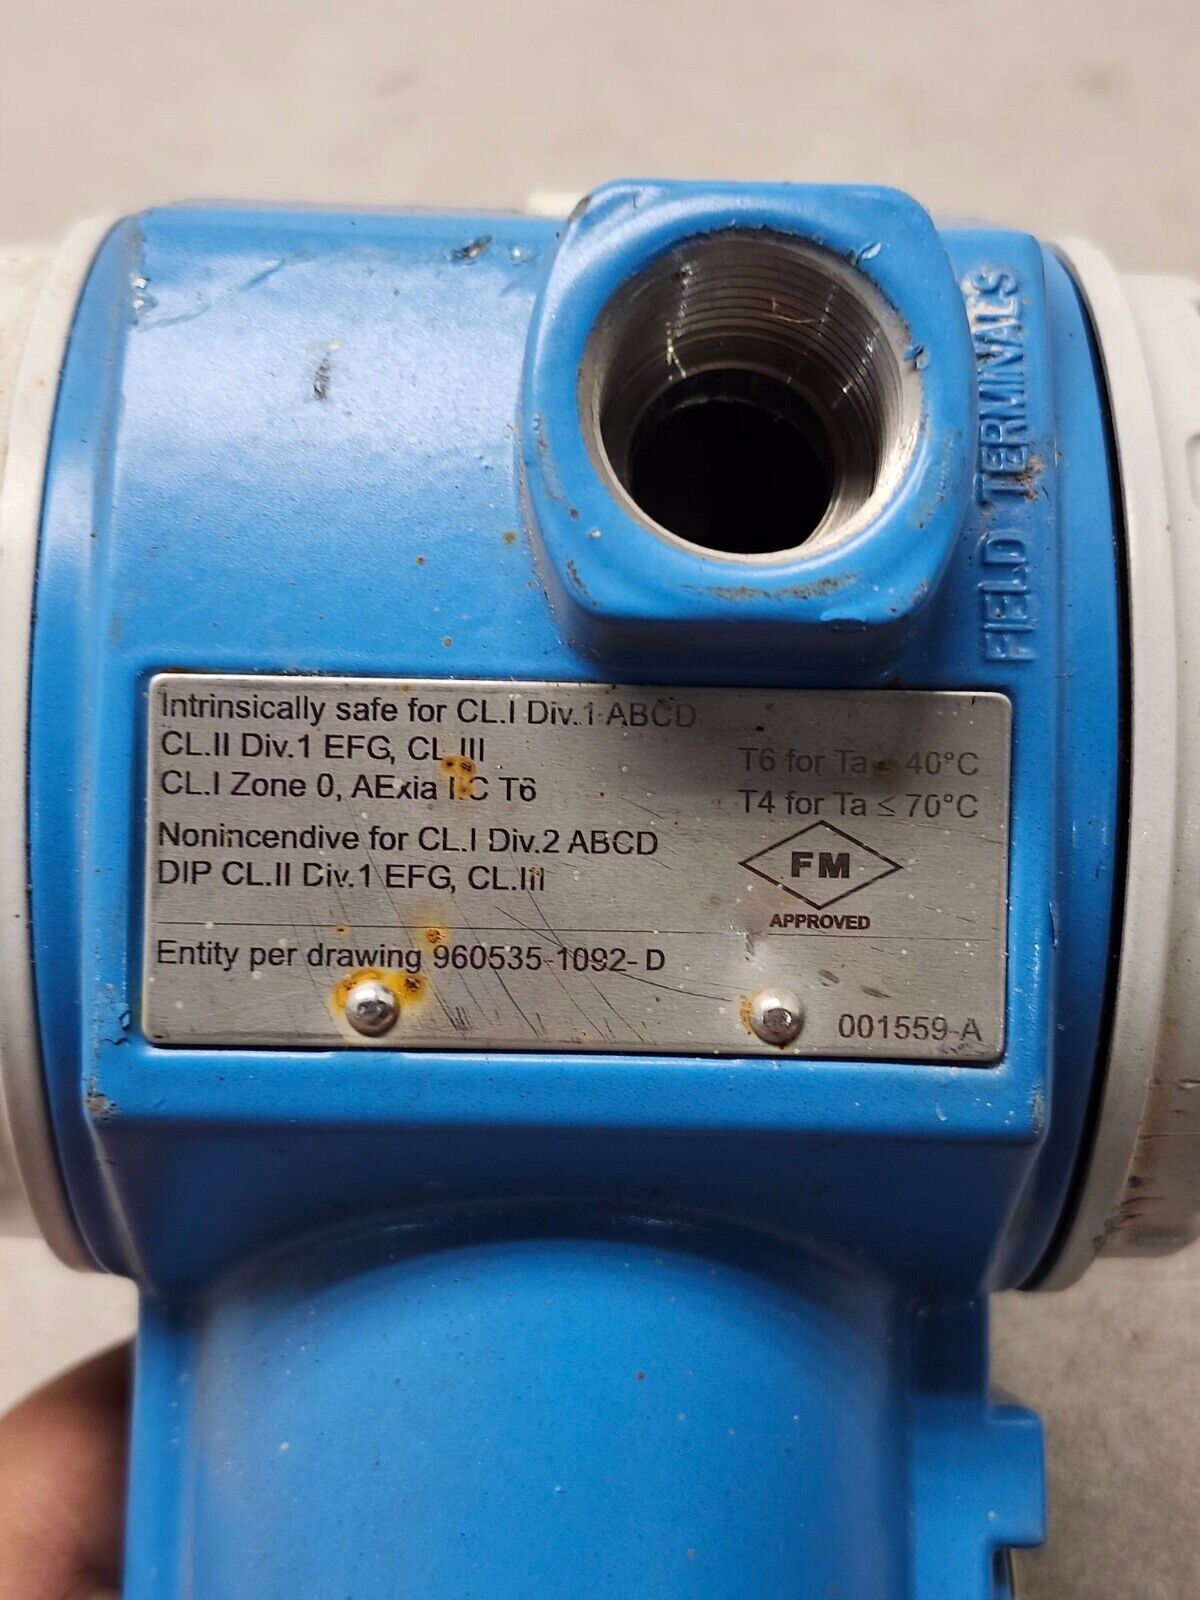 FIELD TERMINALS
Intrinsically safe for CL.I Div.1 ABCD
CL.II Div.1 EFG, CL.III
CL.I Zone 0, AExia IIC T6
T6 for Ta ≤ 40°C
T4 for Ta ≤ 70°C
Nonincendive for CL.I Div.2 ABCD
DIP CL.II Div.1 EFG, CL.III
FM
APPROVED
Entity per drawing 960535-1092-D
001559-A